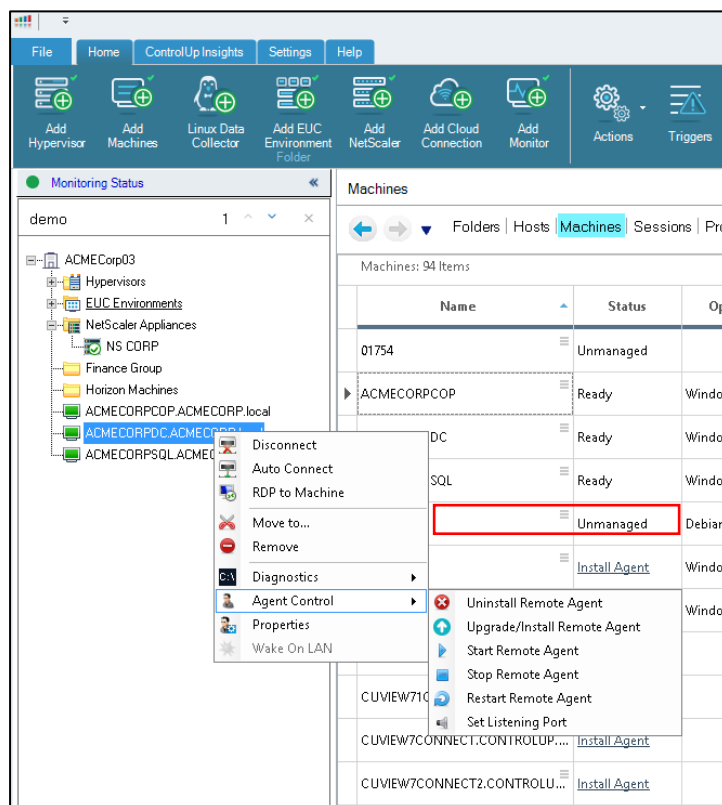 File Home ControlUp Insights Settings Help
Add Hypervisor
Add Machines
Linux Data Collector
Add EUC Environment
Folder
Add NetScaler
Add Cloud Connection
Add Monitor
Actions
Triggers
Monitoring Status
demo 1
ACMECorp03
Hypervisors
EUC Environments
NetScaler Appliances
NS CORP
Finance Group
Horizon Machines
ACMECORPCOP.ACMECORP.local
ACMECORPDC.ACMECORP.local
ACMECORPSQL.ACMEC
Disconnect
Auto Connect
RDP to Machine
Move to...
Remove
C:\ Diagnostics
Agent Control
Properties
Wake On LAN
Uninstall Remote Agent
Upgrade/Install Remote Agent
Start Remote Agent
Stop Remote Agent
Restart Remote Agent
Set Listening Port
Machines
Folders | Hosts | Machines | Sessions | Pro
Machines: 94 Items
Name Status Op
01754 Unmanaged
ACMECORPCOP Ready Windo
DC Ready Windo
SQL Ready Windo
Unmanaged Debian
Install Agent Windo
Windo
CUVIEW71C
CUVIEW7CONNECT.CONTROLUP.... Install Agent
CUVIEW7CONNECT2.CONTROLU... Install Agent